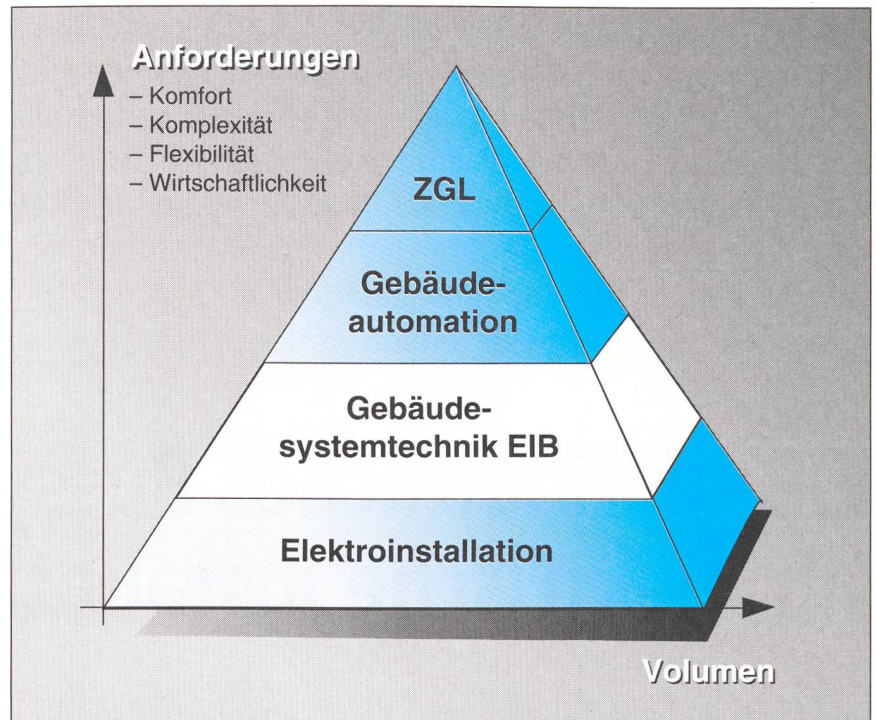 Anforderungen
– Komfort
– Komplexität
– Flexibilität
– Wirtschaftlichkeit
ZGL
Gebäude-
automation
Gebäude-
systemtechnik EIB
Elektroinstallation
Volumen